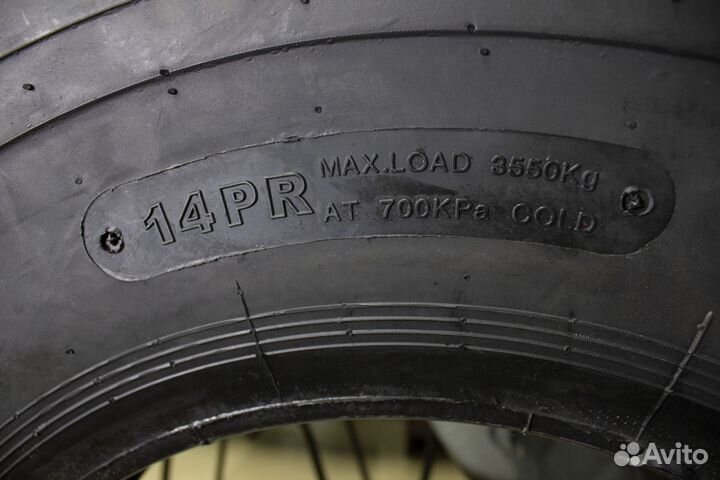 14PR
MAX.LOAD 3550Kg
AT 700KPa COLD
Avito